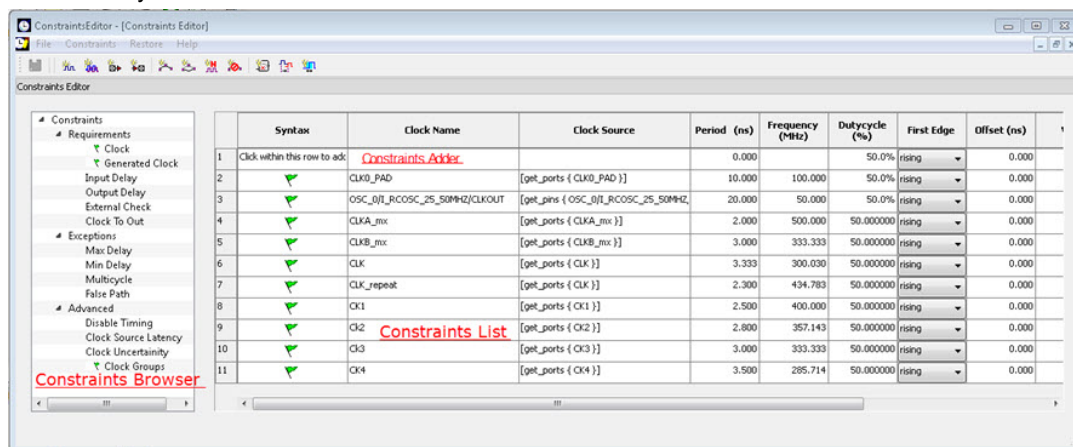 ConstraintsEditor - [Constraints Editor]
File Constraints Restore Help
Constraints Editor
Constraints
Requirements
Clock
Generated Clock
Input Delay
Output Delay
External Check
Clock To Out
Exceptions
Max Delay
Min Delay
Multicycle
False Path
Advanced
Disable Timing
Clock Source Latency
Clock Uncertainity
Clock Groups
Constraints Browser
Syntax Clock Name Clock Source Period (ns) Frequency (MHz) Dutycycle (%) First Edge Offset (ns)
1 Click within this row to add Constraints Adder 0.000 50.0% rising 0.000
2 CLK0_PAD [get_ports { CLK0_PAD }] 10.000 100.000 50.0% rising 0.000
3 OSC_0/I_RCOSC_25_50MHZ/CLKOUT [get_pins { OSC_0/I_RCOSC_25_50MHZ, 20.000 50.000 50.0% rising 0.000
4 CLKA_mx [get_ports { CLKA_mx }] 2.000 500.000 50.000000 rising 0.000
5 CLKB_mx [get_ports { CLKB_mx }] 3.000 333.333 50.000000 rising 0.000
6 CLK [get_ports { CLK }] 3.333 300.030 50.000000 rising 0.000
7 CLK_repeat [get_ports { CLK }] 2.300 434.783 50.000000 rising 0.000
8 CK1 [get_ports { CK1 }] 2.500 400.000 50.000000 rising 0.000
9 Ck2 Constraints List [get_ports { CK2 }] 2.800 357.143 50.000000 rising 0.000
10 Ck3 [get_ports { CK3 }] 3.000 333.333 50.000000 rising 0.000
11 CK4 [get_ports { CK4 }] 3.500 285.714 50.000000 rising 0.000